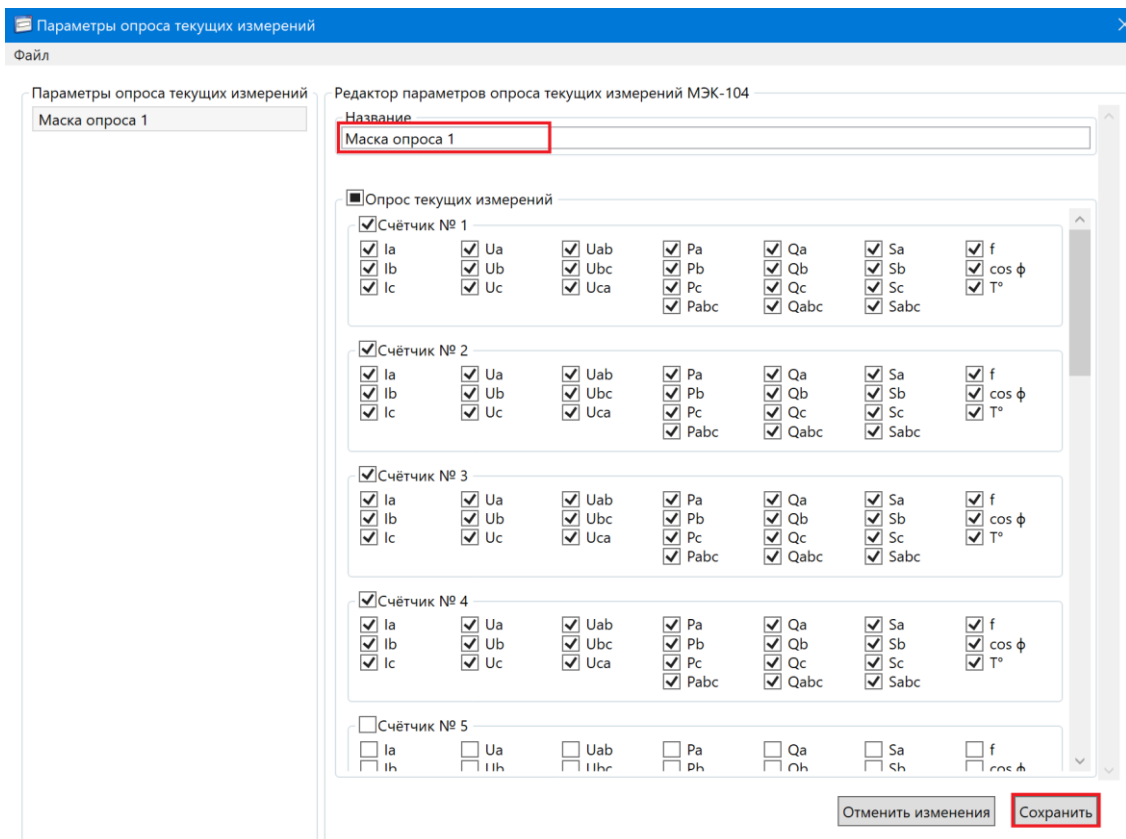 Параметры опроса текущих измерений
Файл
Параметры опроса текущих измерений
Маска опроса 1
Редактор параметров опроса текущих измерений МЭК-104
Название
Маска опроса 1
Опрос текущих измерений
Счётчик № 1
Ia Ua Uab Pa Qa Sa f
Ib Ub Ubc Pb Qb Sb cos ф
Ic Uc Uca Pc Qc Sc T°
Pabc Qabc Sabc
Счётчик № 2
Ia Ua Uab Pa Qa Sa f
Ib Ub Ubc Pb Qb Sb cos ф
Ic Uc Uca Pc Qc Sc T°
Pabc Qabc Sabc
Счётчик № 3
Ia Ua Uab Pa Qa Sa f
Ib Ub Ubc Pb Qb Sb cos ф
Ic Uc Uca Pc Qc Sc T°
Pabc Qabc Sabc
Счётчик № 4
Ia Ua Uab Pa Qa Sa f
Ib Ub Ubc Pb Qb Sb cos ф
Ic Uc Uca Pc Qc Sc T°
Pabc Qabc Sabc
Счётчик № 5
Ia Ua Uab Pa Qa Sa f
Ib Ub Ubc Pb Qb Sb cos ф
Отменить изменения Сохранить